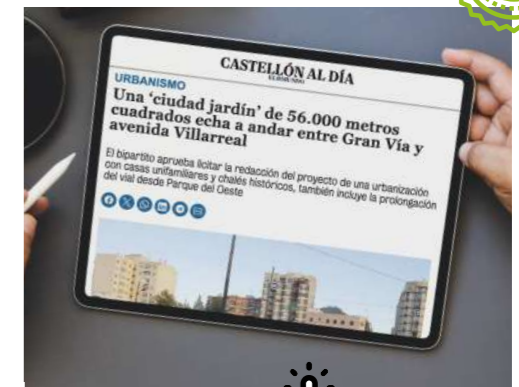 CASTELLÓN AL DÍA
EL MUNDO
URBANISMO
Una ‘ciudad jardín’ de 56.000 metros
cuadrados echa a andar entre Gran Vía y
avenida Villarreal
El bipartito aprueba licitar la redacción del proyecto de una urbanización
con casas unifamiliares y chalés históricos, también incluye la prolongación
del vial desde Parque del Oeste